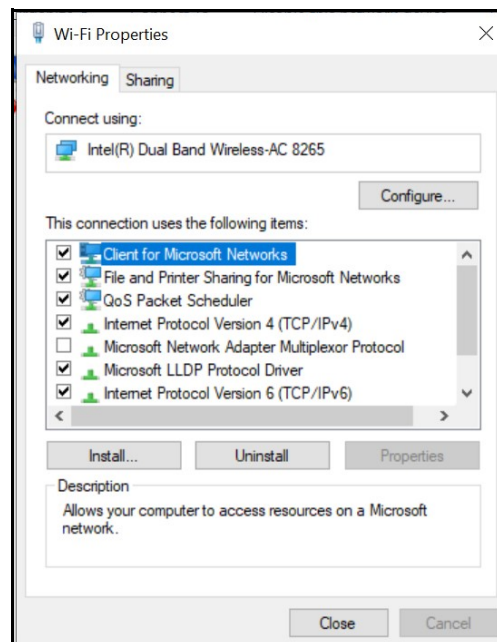 Wi-Fi Properties
Networking
Sharing
Connect using:
Intel(R) Dual Band Wireless-AC 8265
Configure...
This connection uses the following items:
Client for Microsoft Networks
File and Printer Sharing for Microsoft Networks
QoS Packet Scheduler
Internet Protocol Version 4 (TCP/IPv4)
Microsoft Network Adapter Multiplexor Protocol
Microsoft LLDP Protocol Driver
Internet Protocol Version 6 (TCP/IPv6)
Install...
Uninstall
Properties
Description
Allows your computer to access resources on a Microsoft
network.
Close
Cancel